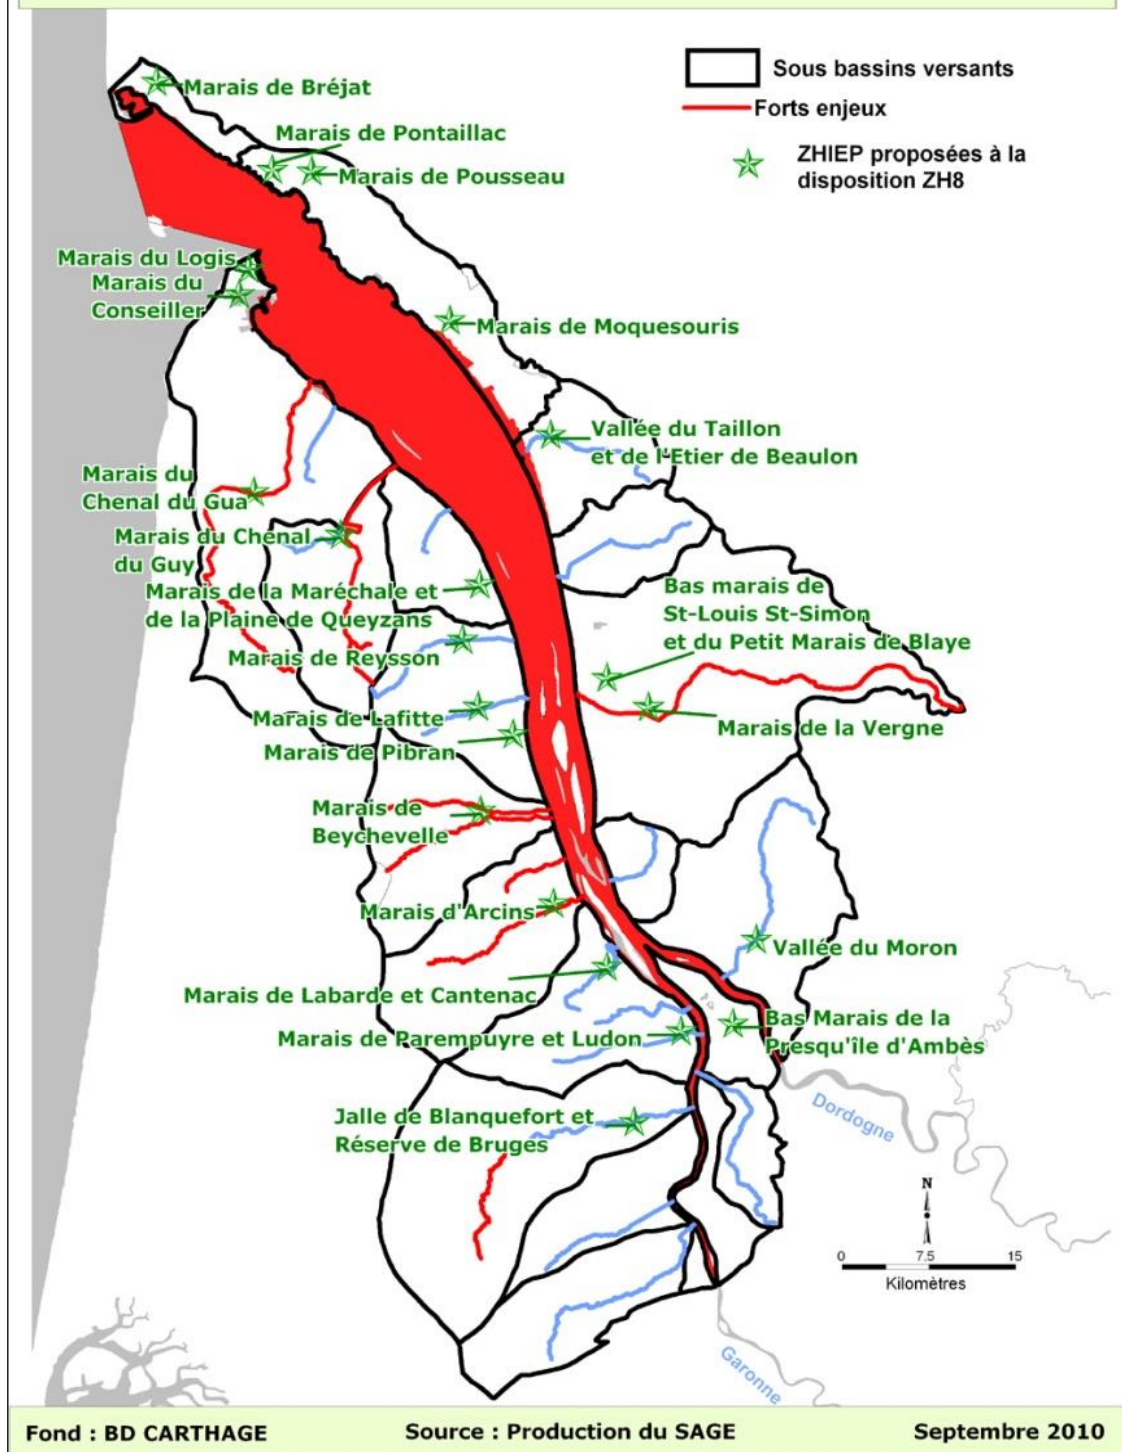 Marais de Bréjat
Sous bassins versants
Forts enjeux
Marais de Pontaillac
ZHIEP proposées à la
disposition ZH8
Marais de Pousseau
Marais du Logis
Marais du
Conseiller
Marais de Moquesouris
Vallée du Taillon
et de l'Etier de Beaulon
Marais du
Chenal du Gua
Marais du Chenal
du Guy
Bas marais de
St-Louis St-Simon
et du Petit Marais de Blaye
Marais de la Maréchale et
de la Plaine de Queyzans
Marais de Reysson
Marais de Lafitte
Marais de la Vergne
Marais de Pibran
Marais de
Beychevelle
Marais d'Arcins
Vallée du Moron
Marais de Labarde et Cantenac
Bas Marais de la
Presqu'île d'Ambès
Marais de Parempuyre et Ludon
Jalle de Blanquefort et
Réserve de Bruges
Dordogne
N
0 7.5 15
Kilomètres
Garonne
Fond : BD CARTHAGE Source : Production du SAGE Septembre 2010